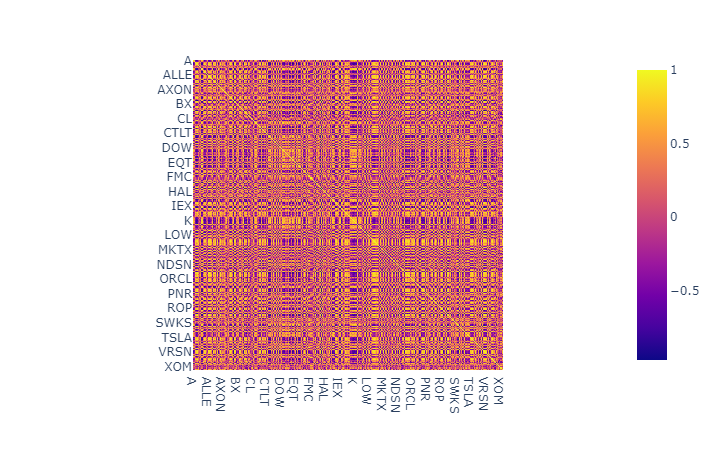 A
ALLE
AXON
BX
CL
CTLT
DOW
EQT
FMC
HAL
IEX
K
LOW
MKTX
NDSN
ORCL
PNR
ROP
SWKS
TSLA
VRSN
XOM
A
ALLE
AXON
BX
CL
CTLT
DOW
EQT
FMC
HAL
IEX
K
LOW
MKTX
NDSN
ORCL
PNR
ROP
SWKS
TSLA
VRSN
XOM
1
0.5
0
−0.5